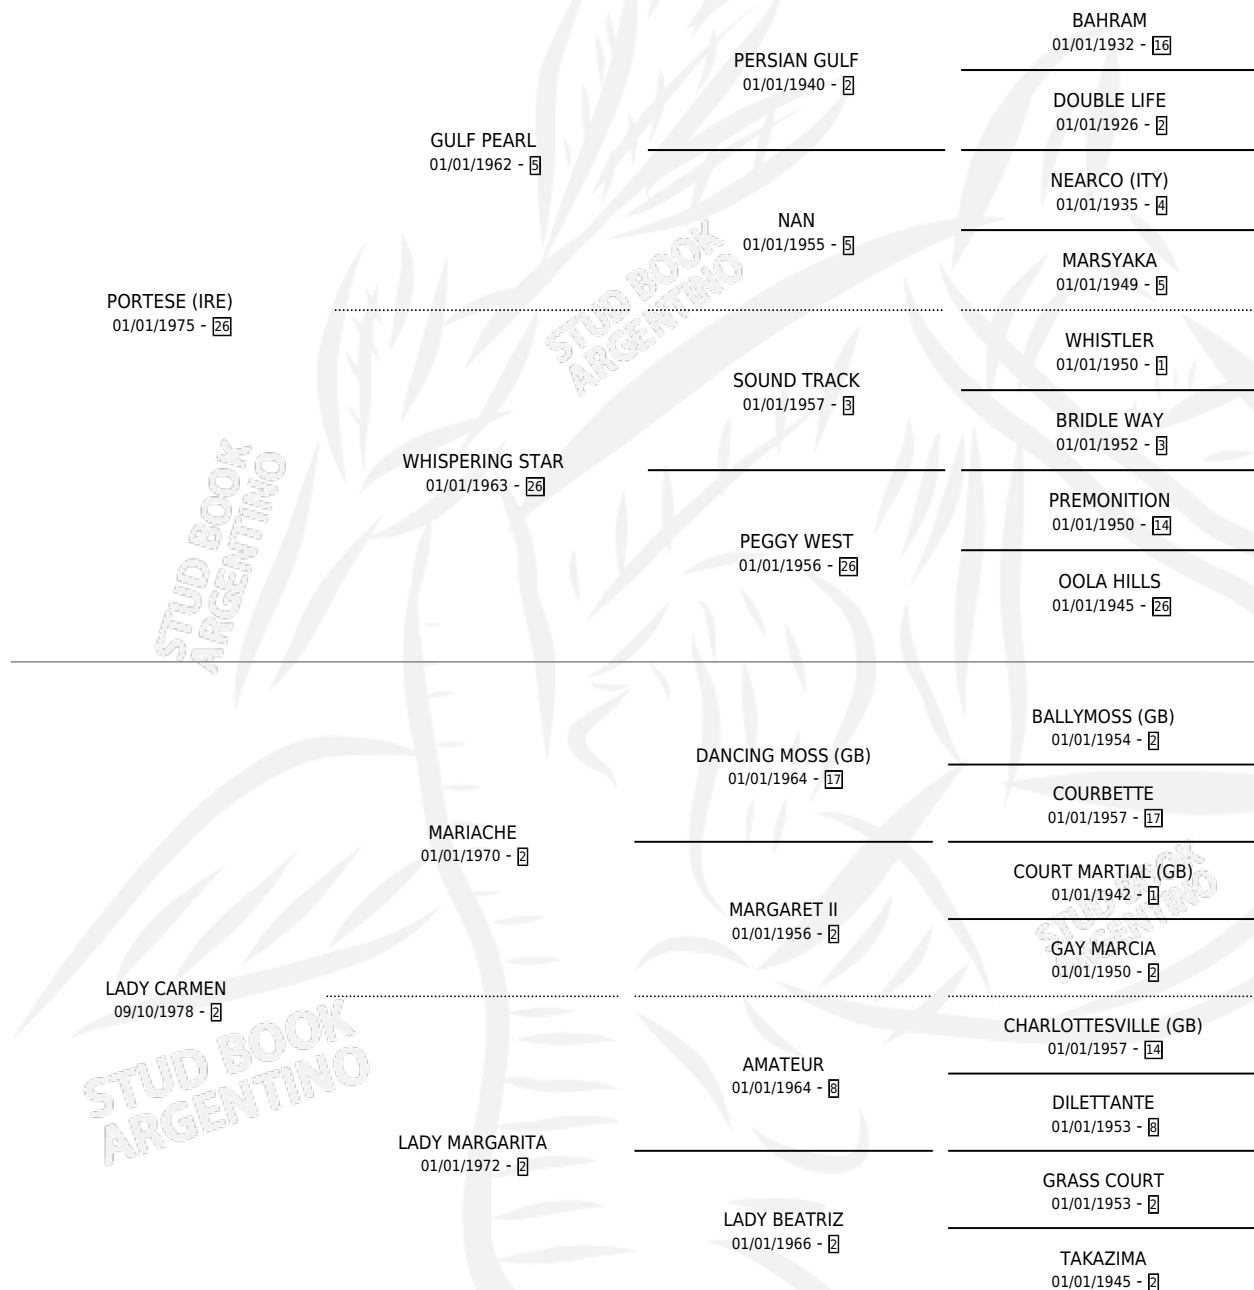 BAHRAM
01/01/1932 - 16
PERSIAN GULF
01/01/1940 - 2
DOUBLE LIFE
01/01/1926 - 2
GULF PEARL
01/01/1962 - 5
NEARCO (ITY)
01/01/1935 - 4
NAN
01/01/1955 - 5
MARSYAKA
01/01/1949 - 5
STUD BOOK
ARGENTINO
PORTESE (IRE)
01/01/1975 - 26
WHISTLER
01/01/1950 - 1
SOUND TRACK
01/01/1957 - 3
BRIDLE WAY
01/01/1952 - 3
WHISPERING STAR
01/01/1963 - 26
PREMONITION
01/01/1950 - 14
PEGGY WEST
01/01/1956 - 26
OOLA HILLS
01/01/1945 - 26
STUD BOOK
ARGENTINO
BALLYMOSS (GB)
01/01/1954 - 2
DANCING MOSS (GB)
01/01/1964 - 17
COURBETTE
01/01/1957 - 17
MARIACHE
01/01/1970 - 2
COURT MARTIAL (GB)
01/01/1942 - 1
MARGARET II
01/01/1956 - 2
GAY MARCIA
01/01/1950 - 2
STUD BOOK
ARGENTINO
LADY CARMEN
09/10/1978 - 2
CHARLOTTESVILLE (GB)
01/01/1957 - 14
AMATEUR
01/01/1964 - 8
DILETTANTE
01/01/1953 - 8
LADY MARGARITA
01/01/1972 - 2
GRASS COURT
01/01/1953 - 2
LADY BEATRIZ
01/01/1966 - 2
TAKAZIMA
01/01/1945 - 2
STUD BOOK
ARGENTINO